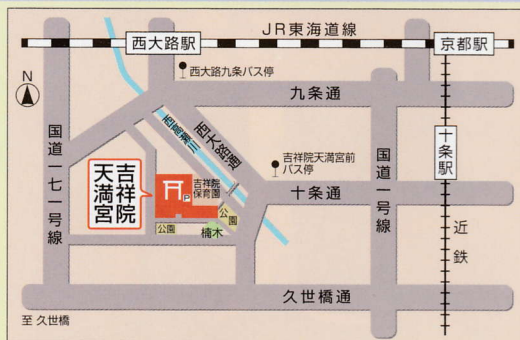 JR東海道線
西大路駅
京都駅
西大路九条バス停
N
九条通
国道一七一号線
西高瀬川
西大路通
十条駅
吉祥院天満宮前
バス停
吉祥院
天満宮
吉祥院
保育園
P
十条通
国道一号線
公園
公園
楠木
近鉄
久世橋通
至 久世橋